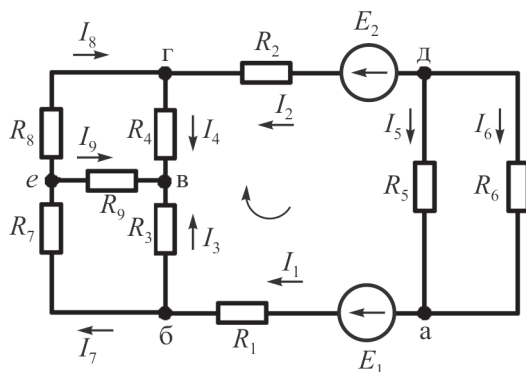 E₂
I₈ г R₂ д
R₈ I₉ R₄ I₄ I₂ I₅ I₆
е в
R₇ R₉ R₃ I₃ R₅ R₆
I₁
I₇ б R₁ E₁ а